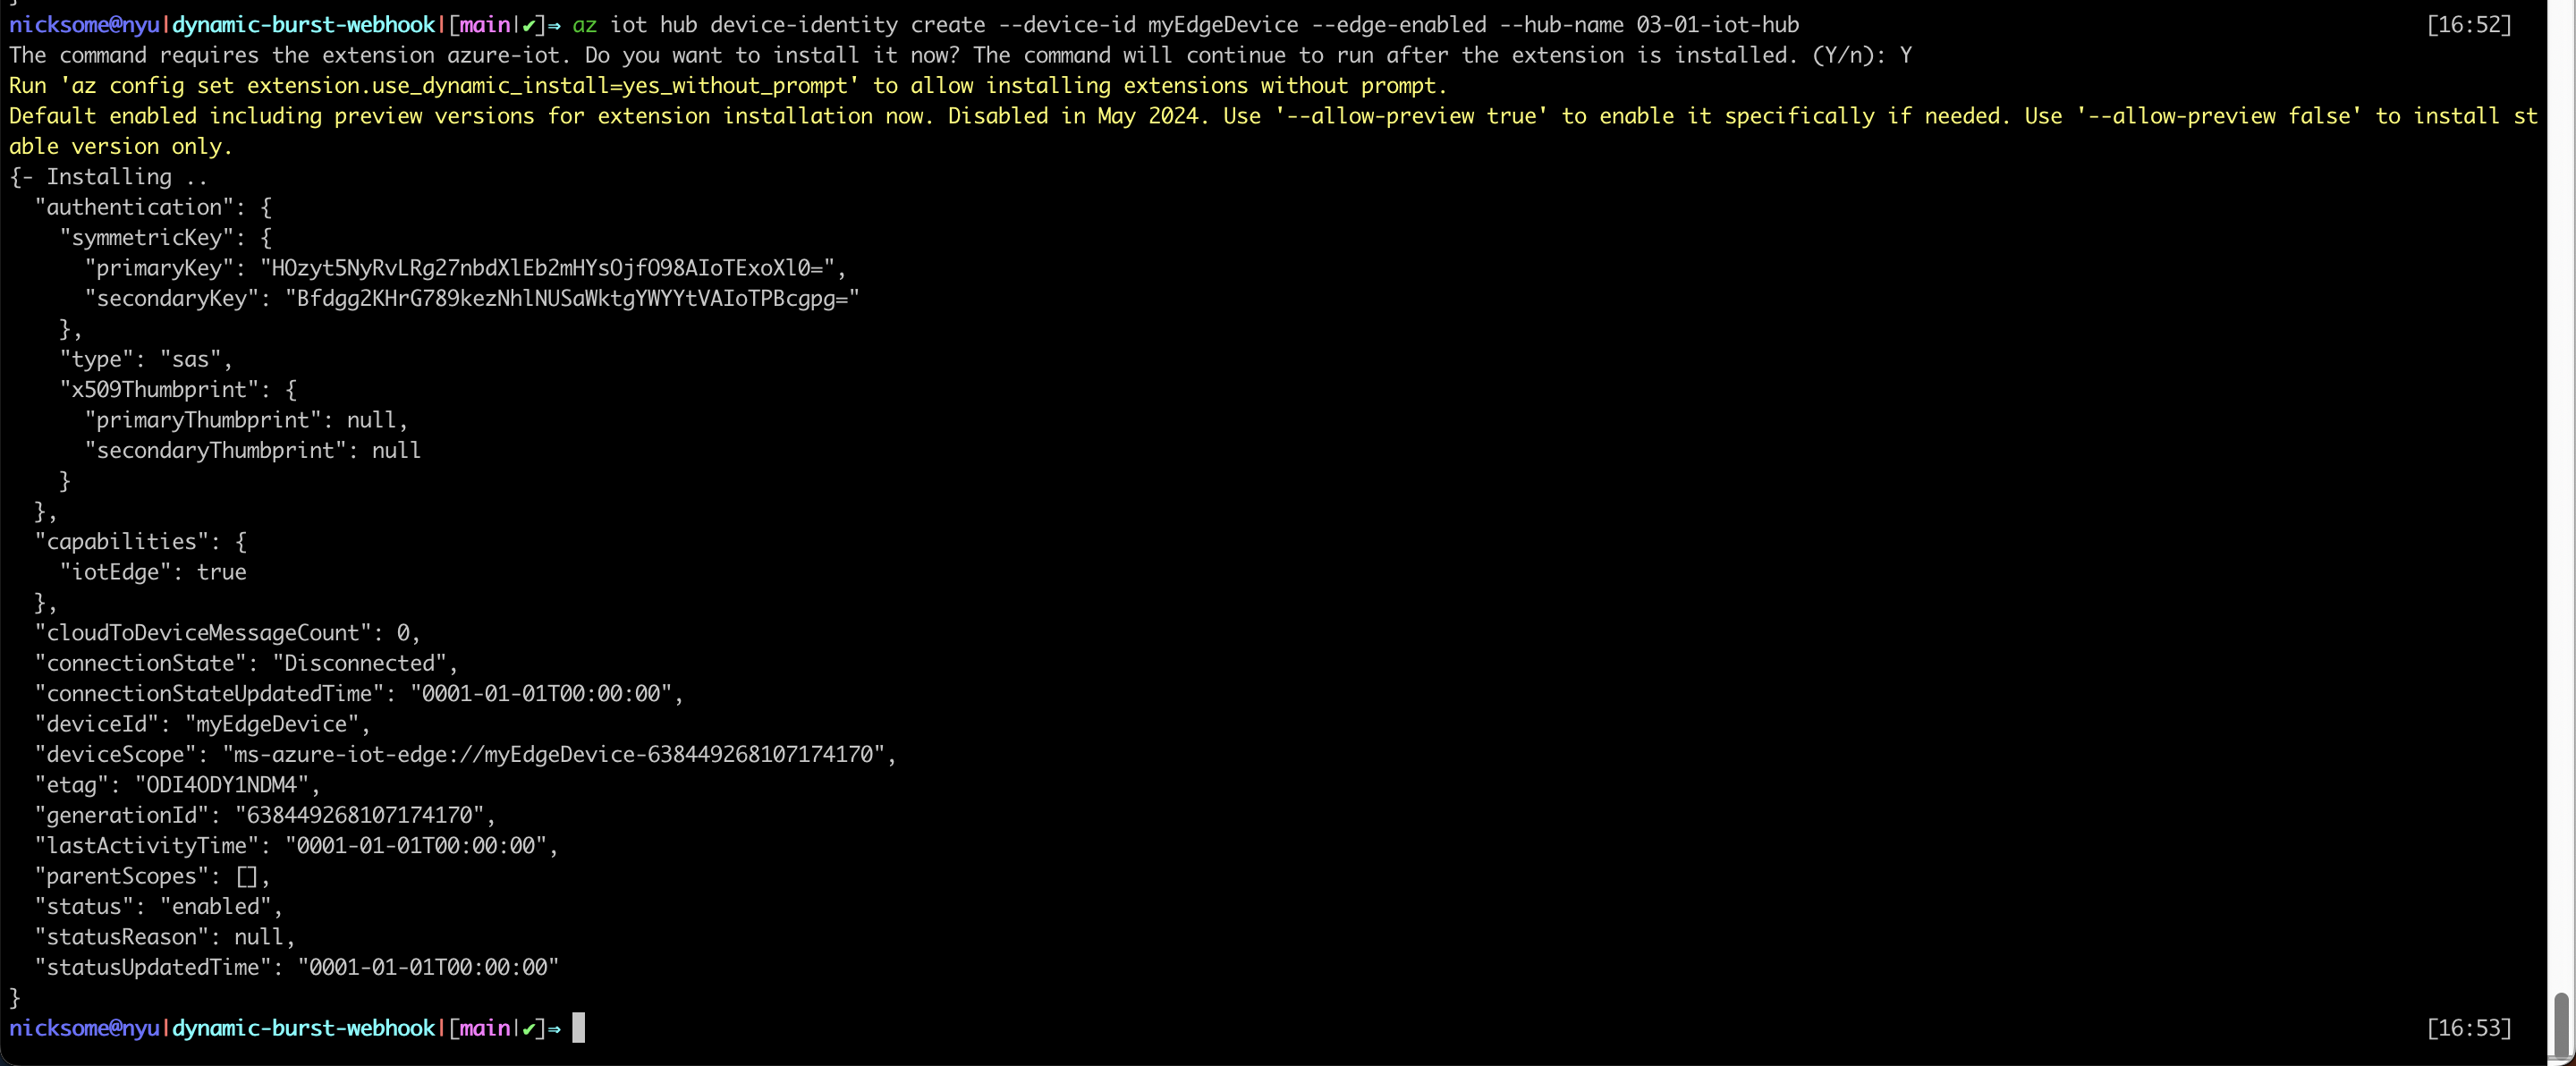 nicksome@nyu|dynamic-burst-webhook|[main|✔]⇒ az iot hub device-identity create --device-id myEdgeDevice --edge-enabled --hub-name 03-01-iot-hub [16:52]
The command requires the extension azure-iot. Do you want to install it now? The command will continue to run after the extension is installed. (Y/n): Y
Run 'az config set extension.use_dynamic_install=yes_without_prompt' to allow installing extensions without prompt.
Default enabled including preview versions for extension installation now. Disabled in May 2024. Use '--allow-preview true' to enable it specifically if needed. Use '--allow-preview false' to install st
able version only.
{- Installing ..
  "authentication": {
    "symmetricKey": {
      "primaryKey": "HOzyt5NyRvLRg27nbdXlEb2mHYsOjfO98AIoTExoXl0=",
      "secondaryKey": "Bfdgg2KHrG789kezNhlNUSaWktgYWYYtVAIoTPBcgpg="
    },
    "type": "sas",
    "x509Thumbprint": {
      "primaryThumbprint": null,
      "secondaryThumbprint": null
    }
  },
  "capabilities": {
    "iotEdge": true
  },
  "cloudToDeviceMessageCount": 0,
  "connectionState": "Disconnected",
  "connectionStateUpdatedTime": "0001-01-01T00:00:00",
  "deviceId": "myEdgeDevice",
  "deviceScope": "ms-azure-iot-edge://myEdgeDevice-638449268107174170",
  "etag": "ODI4ODY1NDM4",
  "generationId": "638449268107174170",
  "lastActivityTime": "0001-01-01T00:00:00",
  "parentScopes": [],
  "status": "enabled",
  "statusReason": null,
  "statusUpdatedTime": "0001-01-01T00:00:00"
}
nicksome@nyu|dynamic-burst-webhook|[main|✔]⇒ [16:53]